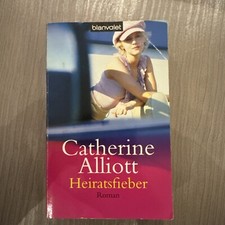 blanvalet
Catherine
Alliott
Heiratsfieber
Roman